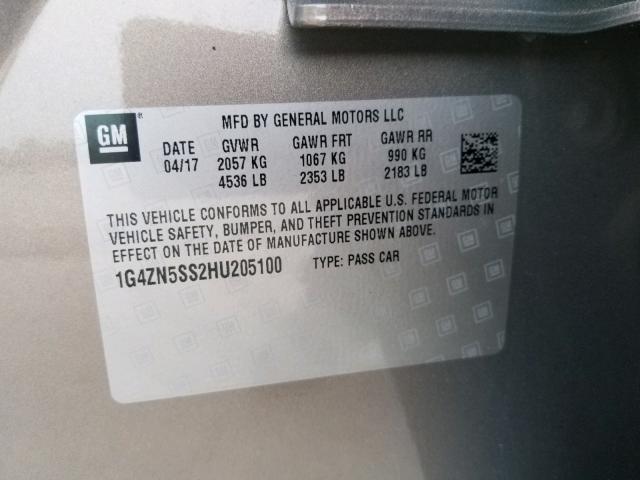 GM
MFD BY GENERAL MOTORS LLC
DATE GVWR GAWR FRT GAWR RR
04/17 2057 KG 1067 KG 990 KG
4536 LB 2353 LB 2183 LB
THIS VEHICLE CONFORMS TO ALL APPLICABLE U.S. FEDERAL MOTOR
VEHICLE SAFETY, BUMPER, AND THEFT PREVENTION STANDARDS IN
EFFECT ON THE DATE OF MANUFACTURE SHOWN ABOVE.
1G4ZN5SS2HU205100 TYPE: PASS CAR